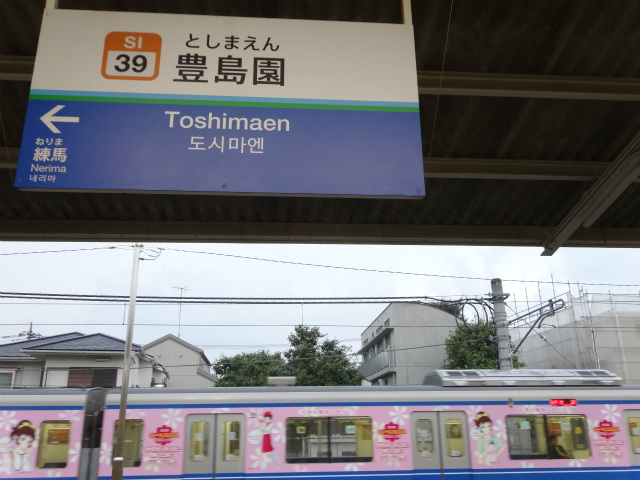 SI
39
としまえん
豊島園
Toshimaen
도시마엔
ねりま
練馬
Nerima
네리마